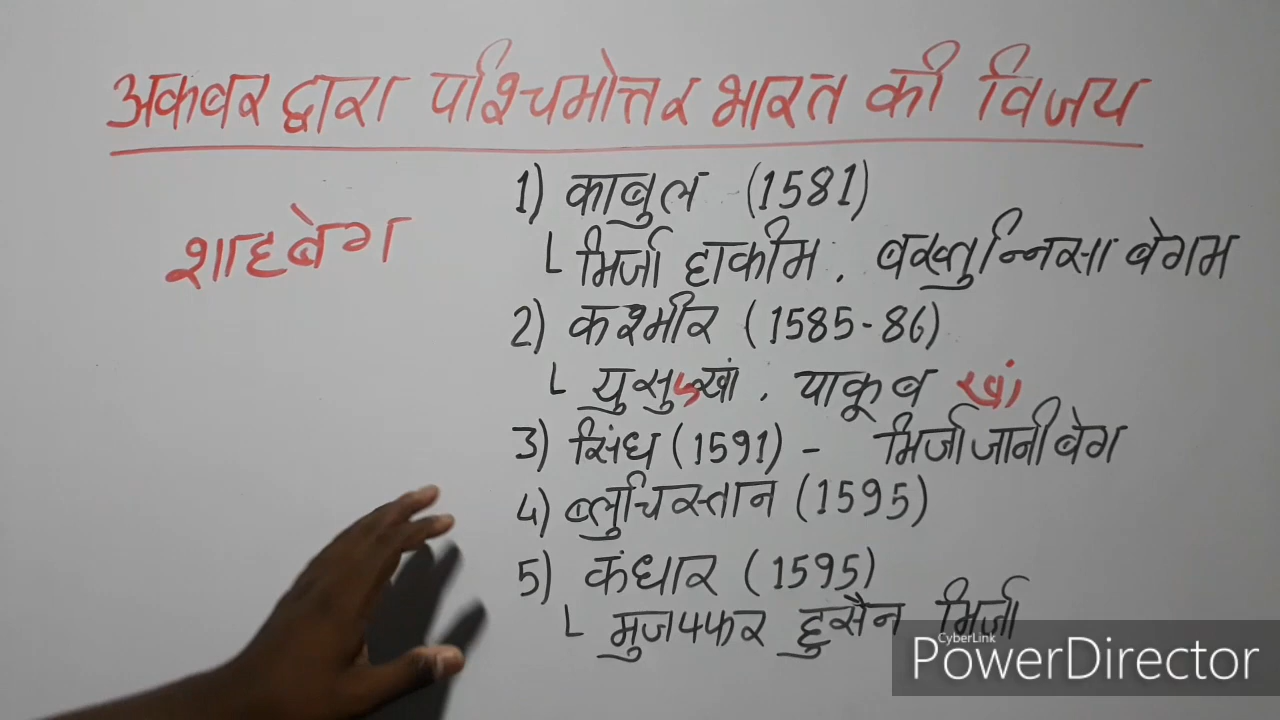 अकबर द्वारा पश्चिमोत्तर भारत की विजय
शाहबेग
1) काबुल (1581)
└ मिर्जा हाकीम . बख्तुन्निसा बेगम
2) कश्मीर (1585-86)
└ युसुफखां . याकूब खां
3) सिंध (1591) - मिर्जा जानी बेग
4) ब्लुचिस्तान (1595)
5) कंधार (1595)
└ मुजफ्फर हुसैन मिर्जा
CyberLink
PowerDirector